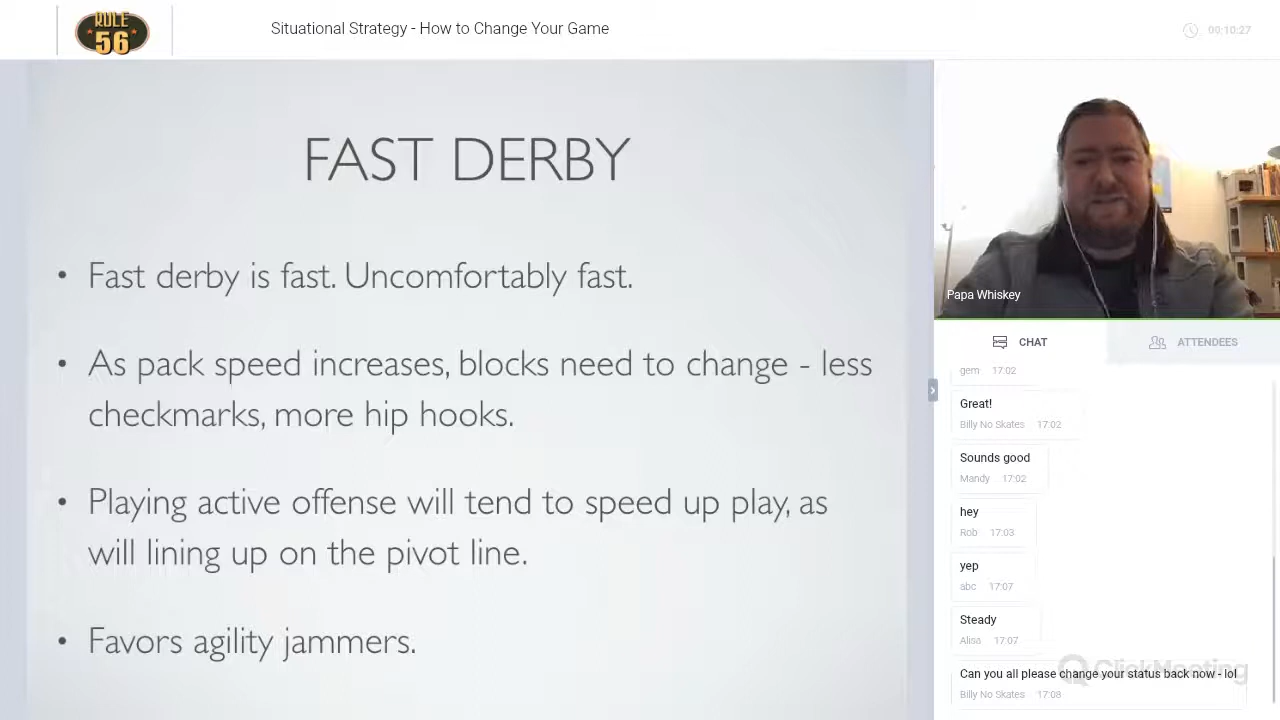 RULE
56
Situational Strategy - How to Change Your Game
00:10:27
FAST DERBY
• Fast derby is fast. Uncomfortably fast.
• As pack speed increases, blocks need to change - less
checkmarks, more hip hooks.
• Playing active offense will tend to speed up play, as
will lining up on the pivot line.
• Favors agility jammers.
Papa Whiskey
CHAT
ATTENDEES
gem 17:02
Great!
Billy No Skates 17:02
Sounds good
Mandy 17:02
hey
Rob 17:03
yep
abc 17:07
Steady
Alisa 17:07
Can you all please change your status back now - lol
Billy No Skates 17:08
ClickMeeting